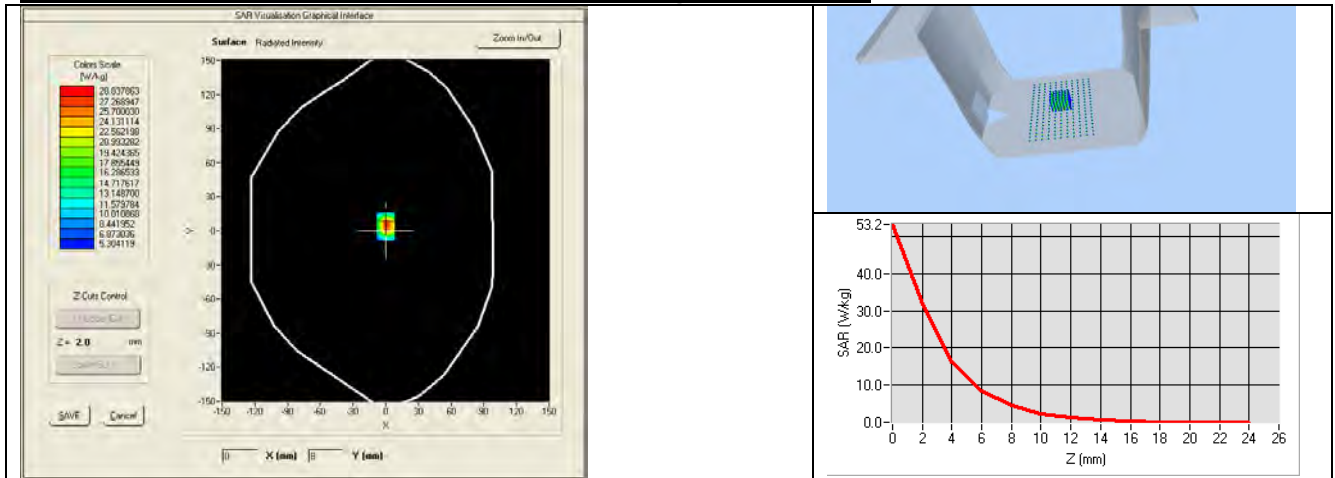 SAR Visualisation Graphical Interface
Surface Radiated Intensity
Zoom In/Out
Colors Scale
(W/kg)
28.837863
27.268947
25.700030
24.131114
22.562198
20.993282
19.424365
17.855449
16.286533
14.717617
13.148700
11.579784
10.010868
8.441952
6.873036
5.304119
150-
120-
90-
60-
30-
0-
-30-
-60-
-90-
-120-
-150-
Y
-150 -120 -90 -60 -30 0 30 60 90 120 150
X
Z Cuts Control
Z = 2.0 mm
SAVE Cancel
0 X (mm) 8 Y (mm)
53.2-
40.0-
30.0-
20.0-
10.0-
0.0-
SAR (W/kg)
0 2 4 6 8 10 12 14 16 18 20 22 24 26
Z (mm)